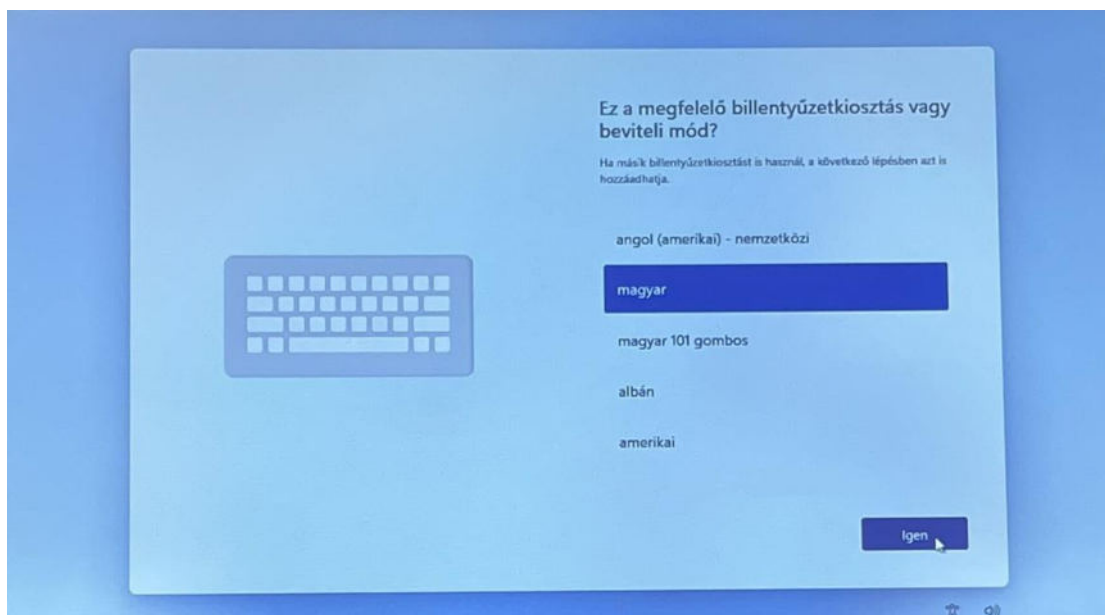 Ez a megfelelő billentyűzetkiosztás vagy
beviteli mód?
Ha másik billentyűzetkiosztást is használ, a következő lépésben azt is
hozzáadhatja.
angol (amerikai) - nemzetközi
magyar
magyar 101 gombos
albán
amerikai
Igen